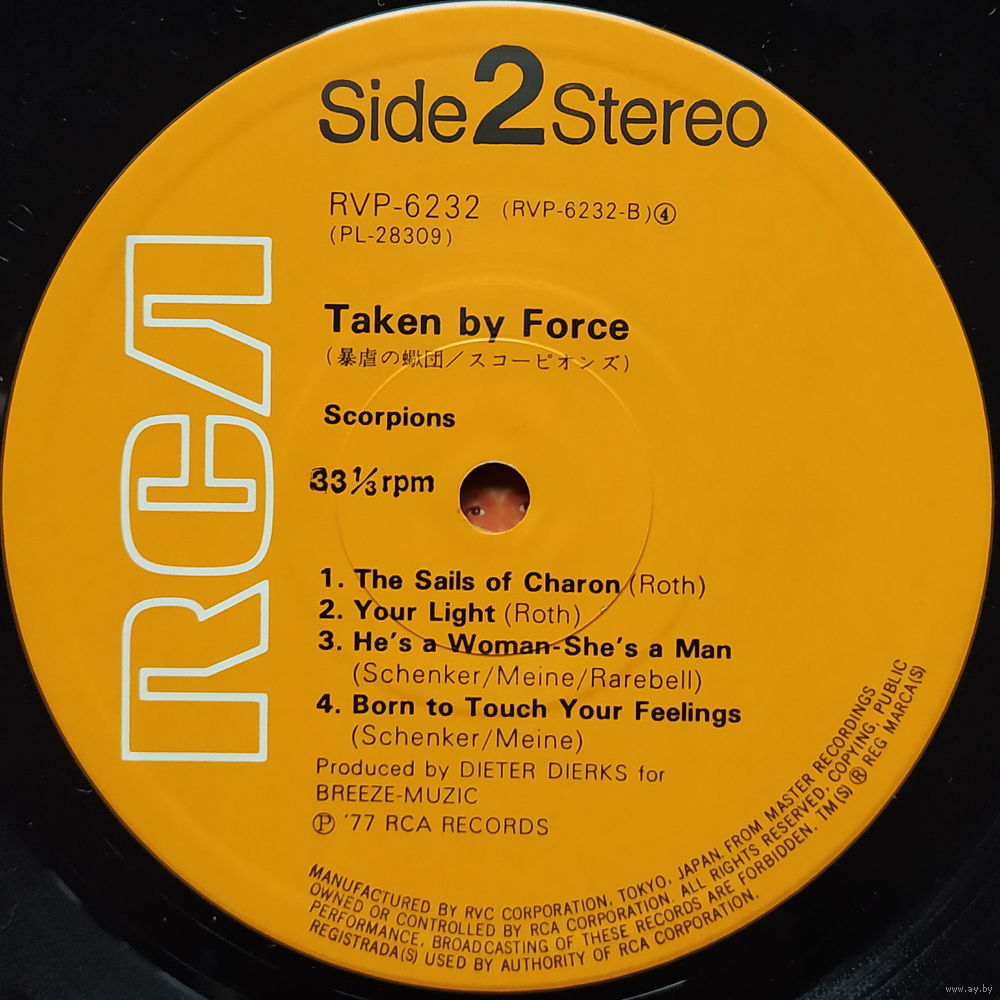 Side 2 Stereo
RVP-6232 (RVP-6232-B)④
(PL-28309)
RCA
Taken by Force
(暴虐の蠍団/スコーピオンズ)
Scorpions
33⅓rpm
1. The Sails of Charon (Roth)
2. Your Light (Roth)
3. He's a Woman-She's a Man
(Schenker/Meine/Rarebell)
4. Born to Touch Your Feelings
(Schenker/Meine)
Produced by DIETER DIERKS for
BREEZE-MUZIC
Ⓟ '77 RCA RECORDS
MANUFACTURED BY RVC CORPORATION, TOKYO, JAPAN, FROM MASTER RECORDINGS
OWNED OR CONTROLLED BY RCA CORPORATION. ALL RIGHTS RESERVED, COPYING, PUBLIC
PERFORMANCE, BROADCASTING OF THESE RECORDS ARE FORBIDDEN. TM(S) ® REG MARCA(S)
REGISTRADA(S) USED BY AUTHORITY OF RCA CORPORATION.
www.ay.by